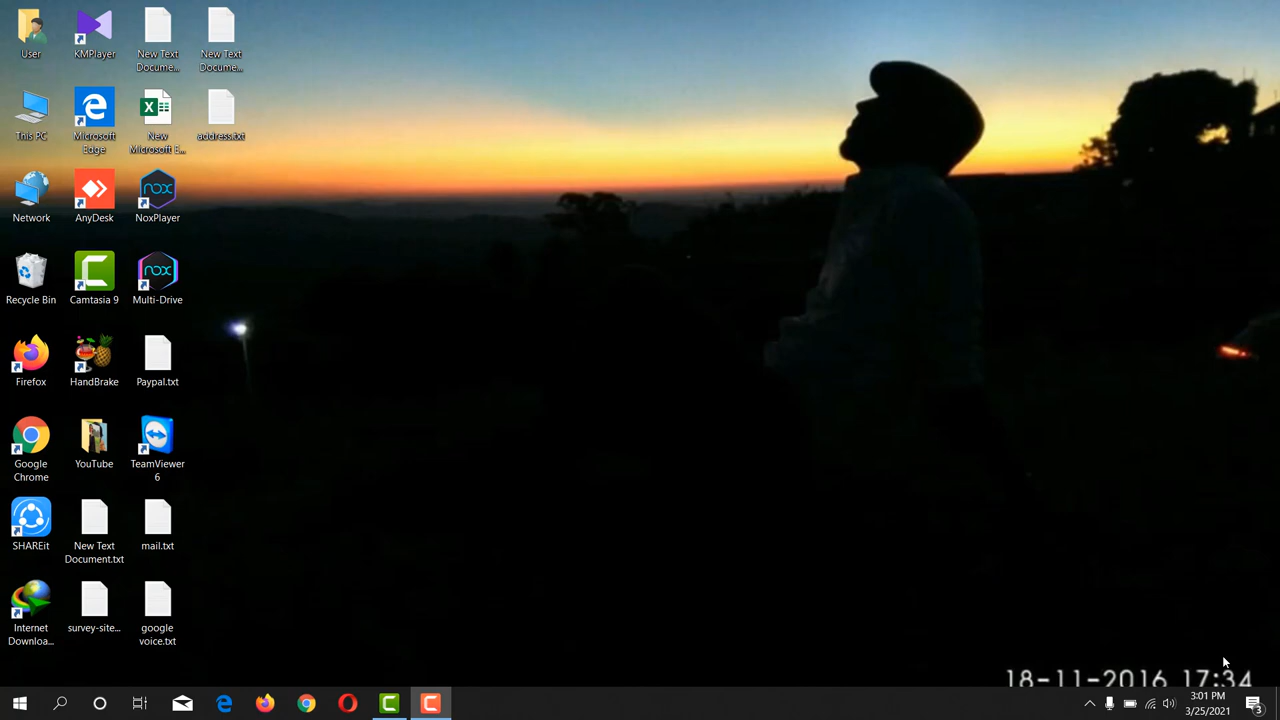 User
KMPlayer
New Text
Docume...
New Text
Docume...
This PC
Microsoft
Edge
New
Microsoft E...
address.txt
Network
AnyDesk
nox
NoxPlayer
Recycle Bin
Camtasia 9
nox
Multi-Drive
Firefox
HandBrake
Paypal.txt
Google
Chrome
YouTube
TeamViewer
6
SHAREit
New Text
Document.txt
mail.txt
Internet
Downloa...
survey-site...
google
voice.txt
18-11-2016 17:34
3:01 PM
3/25/2021
3